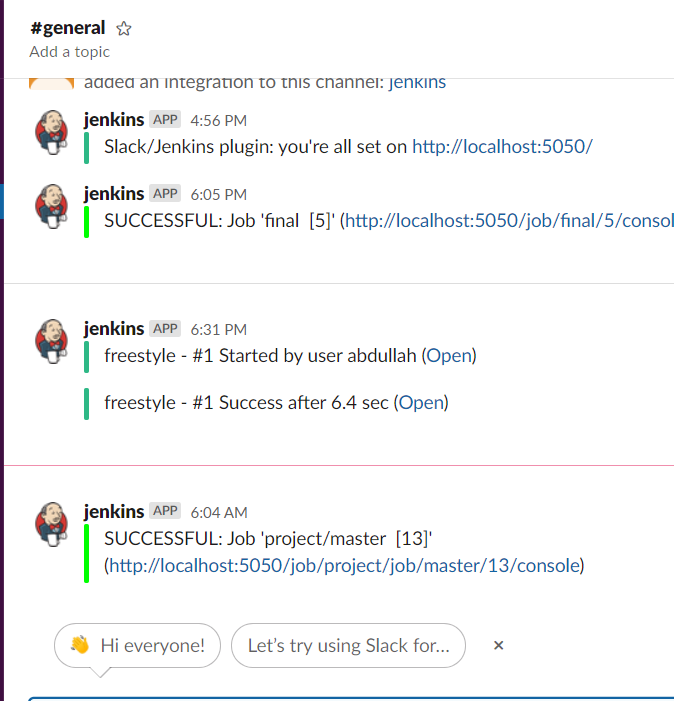 #general
Add a topic
added an integration to this channel: jenkins
jenkins APP 4:56 PM
Slack/Jenkins plugin: you're all set on http://localhost:5050/
jenkins APP 6:05 PM
SUCCESSFUL: Job 'final [5]' (http://localhost:5050/job/final/5/consol
jenkins APP 6:31 PM
freestyle - #1 Started by user abdullah (Open)
freestyle - #1 Success after 6.4 sec (Open)
jenkins APP 6:04 AM
SUCCESSFUL: Job 'project/master [13]'
(http://localhost:5050/job/project/job/master/13/console)
👋 Hi everyone! Let's try using Slack for... ×